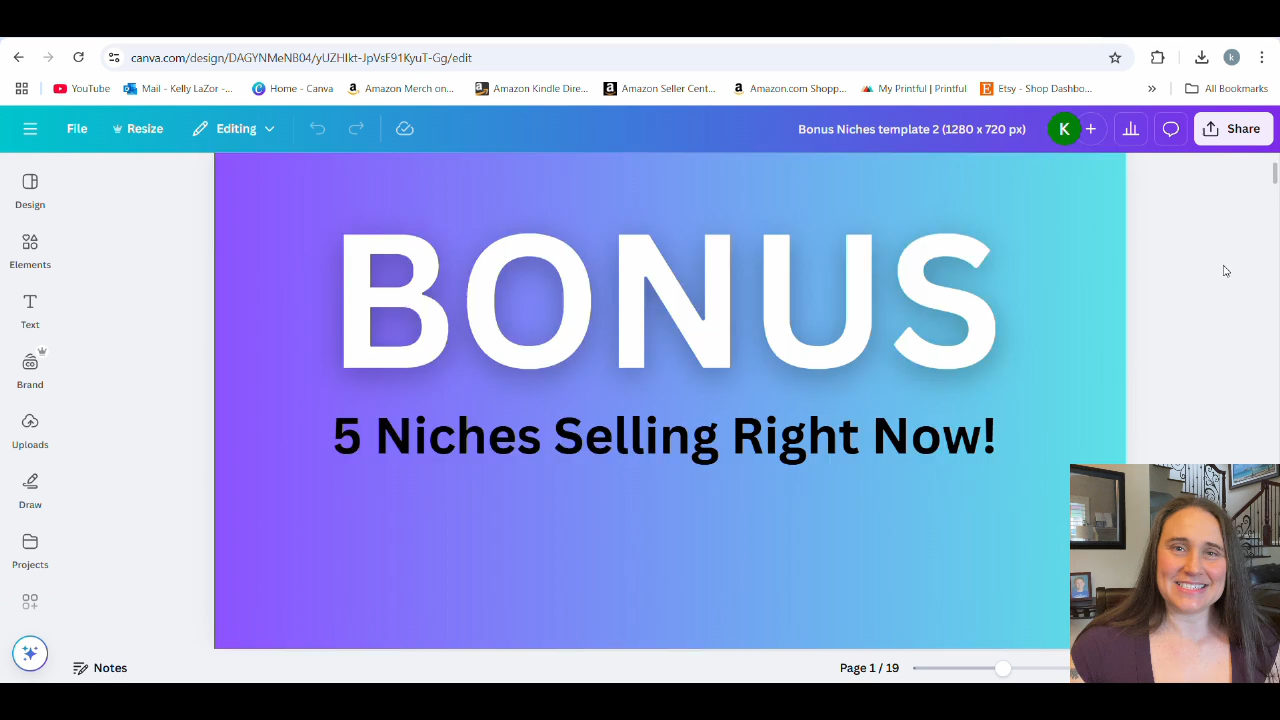 canva.com/design/DAGYNMeNB04/yUZHIkt-JpVsF91KyuT-Gg/edit
YouTube
Mail - Kelly LaZor -...
Home - Canva
Amazon Merch on...
Amazon Kindle Dire...
Amazon Seller Cent...
Amazon.com Shopp...
My Printful | Printful
Etsy - Shop Dashbo...
All Bookmarks
File
Resize
Editing
Bonus Niches template 2 (1280 x 720 px)
K
Share
Design
Elements
Text
Brand
Uploads
Draw
Projects
BONUS
5 Niches Selling Right Now!
Notes
Page 1 / 19